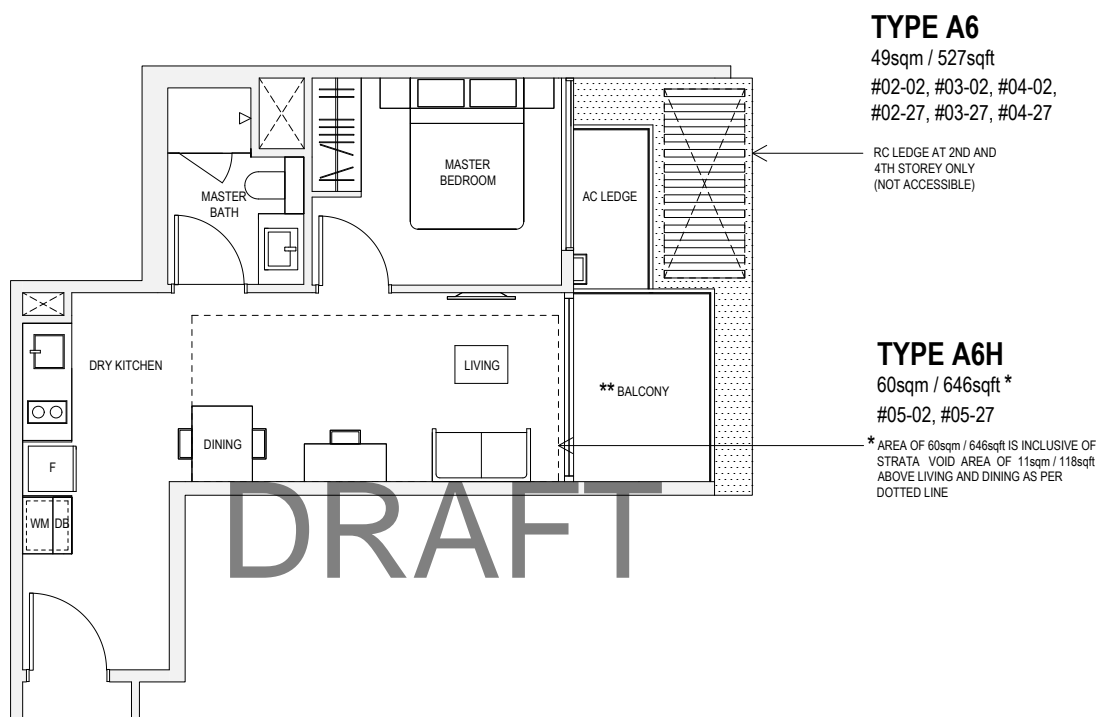 TYPE A6
49sqm / 527sqft
#02-02, #03-02, #04-02,
#02-27, #03-27, #04-27
RC LEDGE AT 2ND AND
4TH STOREY ONLY
(NOT ACCESSIBLE)
MASTER
BEDROOM
MASTER
BATH
AC LEDGE
DRY KITCHEN
LIVING
** BALCONY
DINING
F
WM
DB
TYPE A6H
60sqm / 646sqft *
#05-02, #05-27
* AREA OF 60sqm / 646sqft IS INCLUSIVE OF
STRATA VOID AREA OF 11sqm / 118sqft
ABOVE LIVING AND DINING AS PER
DOTTED LINE
DRAFT